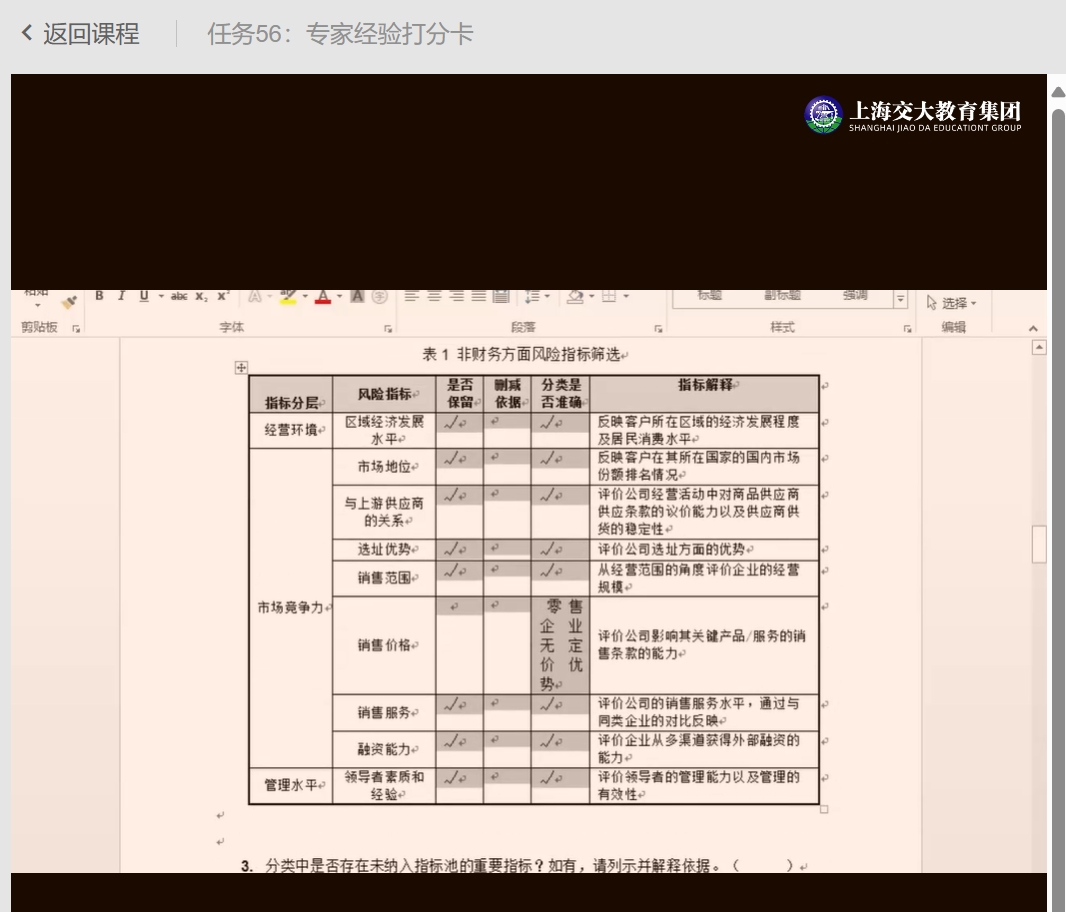 返回课程
任务56：专家经验打分卡
上海交大教育集团
SHANGHAI JIAO DA EDUCATIONT GROUP
B I U abc X₂ X² A A A 字
标题 副标题 强调
选择
剪贴板 字体 段落 样式 编辑
表 1 非财务方面风险指标筛选
指标分层
风险指标
是否
保留
删减
依据
分类是
否准确
指标解释
经营环境
区域经济发展
水平
√
√
反映客户所在区域的经济发展程度
及居民消费水平
市场竞争力
市场地位
√
√
反映客户在其所在国家的国内市场
份额排名情况
与上游供应商
的关系
√
√
评价公司经营活动中对商品供应商
供应条款的议价能力以及供应商供
货的稳定性
选址优势
√
√
评价公司选址方面的优势
销售范围
√
√
从经营范围的角度评价企业的经营
规模
销售价格
零售
企业
无定
价优
势
评价公司影响其关键产品/服务的销
售条款的能力
销售服务
√
√
评价公司的销售服务水平，通过与
同类企业的对比反映
融资能力
√
√
评价企业从多渠道获得外部融资的
能力
管理水平
领导者素质和
经验
√
√
评价领导者的管理能力以及管理的
有效性
3. 分类中是否存在未纳入指标池的重要指标？如有，请列示并解释依据。（ ）